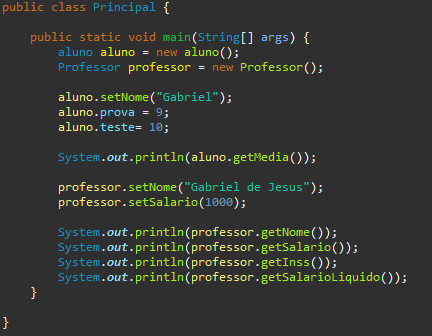 public class Principal {
public static void main(String[] args) {
aluno aluno = new aluno();
Professor professor = new Professor();
aluno.setNome("Gabriel");
aluno.prova = 9;
aluno.teste= 10;
System.out.println(aluno.getMedia());
professor.setNome("Gabriel de Jesus");
professor.setSalario(1000);
System.out.println(professor.getNome());
System.out.println(professor.getSalario());
System.out.println(professor.getInss());
System.out.println(professor.getSalarioLiquido());
}
}